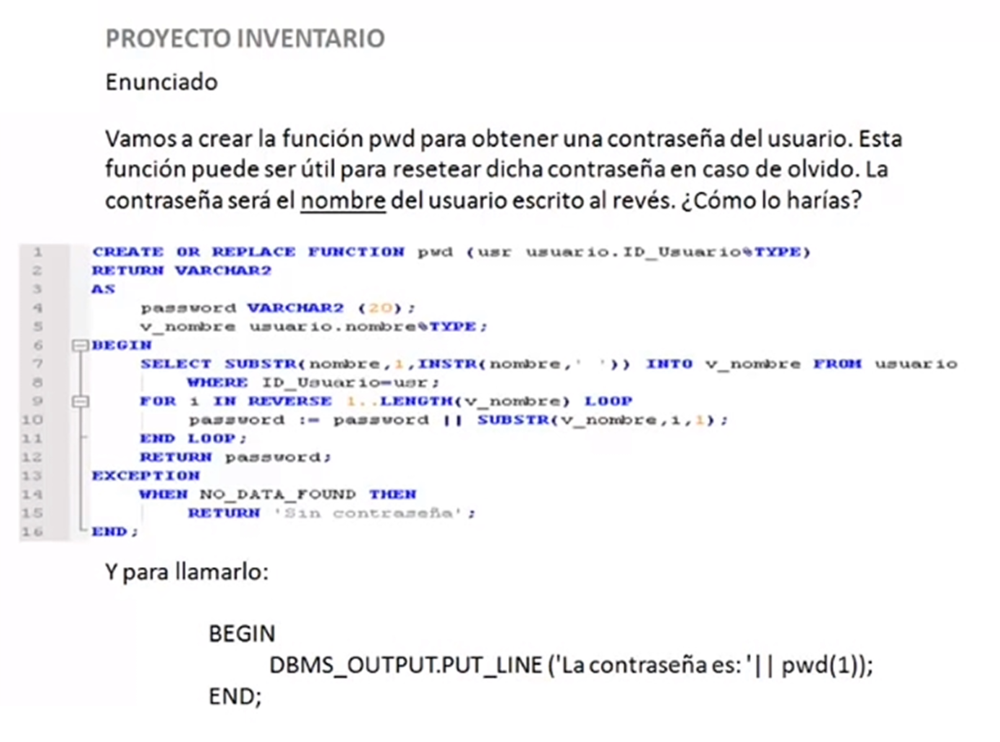 PROYECTO INVENTARIO
Enunciado
Vamos a crear la función pwd para obtener una contraseña del usuario. Esta
función puede ser útil para resetear dicha contraseña en caso de olvido. La
contraseña será el nombre del usuario escrito al revés. ¿Cómo lo harías?
1 CREATE OR REPLACE FUNCTION pwd (usr usuario.ID_Usuario%TYPE)
2 RETURN VARCHAR2
3 AS
4 password VARCHAR2 (20);
5 v_nombre usuario.nombre%TYPE;
6 BEGIN
7 SELECT SUBSTR(nombre,1,INSTR(nombre,' ')) INTO v_nombre FROM usuario
8 WHERE ID_Usuario=usr;
9 FOR i IN REVERSE 1..LENGTH(v_nombre) LOOP
10 password := password || SUBSTR(v_nombre,i,1);
11 END LOOP;
12 RETURN password;
13 EXCEPTION
14 WHEN NO_DATA_FOUND THEN
15 RETURN 'Sin contraseña';
16 END;
Y para llamarlo:
BEGIN
DBMS_OUTPUT.PUT_LINE ('La contraseña es: '|| pwd(1));
END;